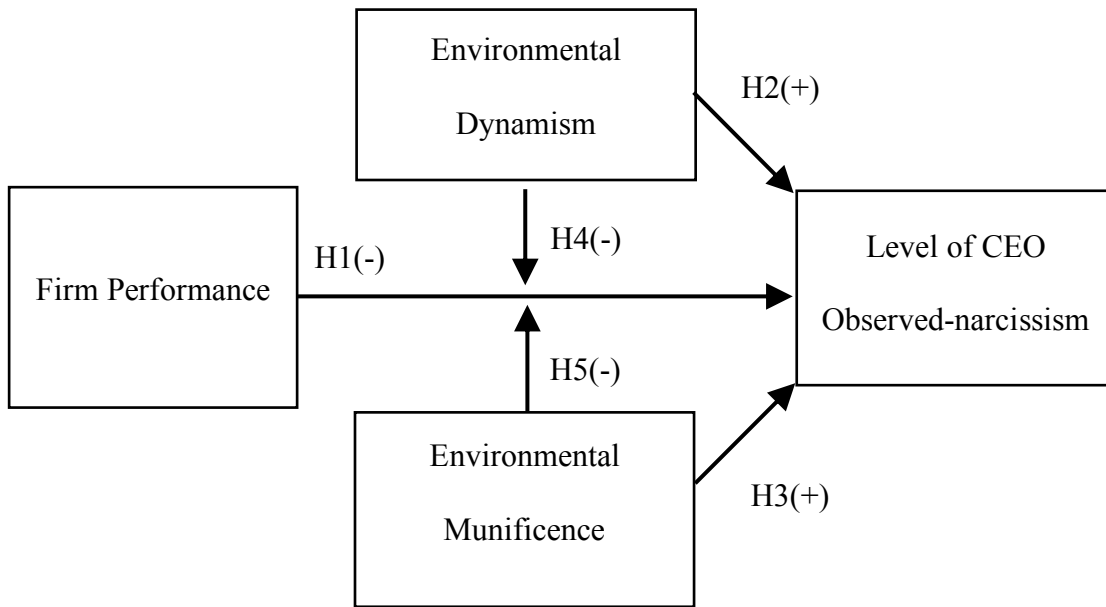 Environmental
Dynamism
H2(+)
H4(-)
H1(-)
Firm Performance
Level of CEO
Observed-narcissism
H5(-)
Environmental
Munificence
H3(+)